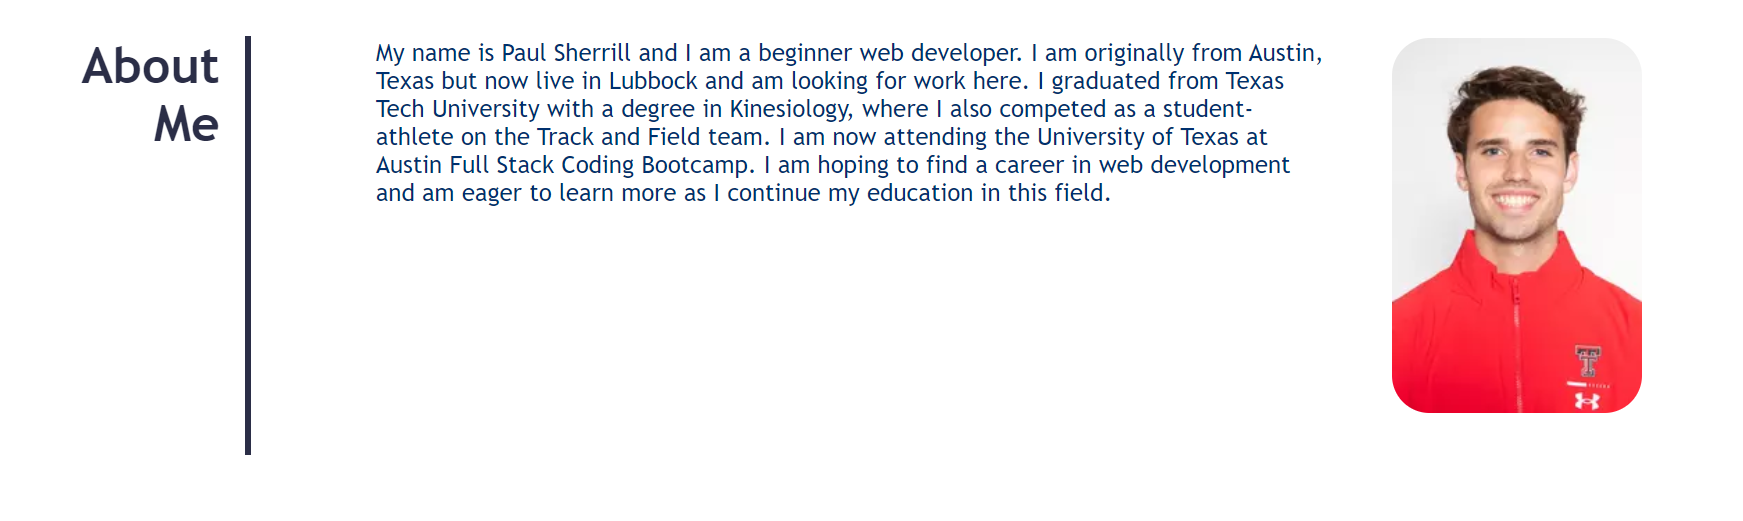 About
Me
My name is Paul Sherrill and I am a beginner web developer. I am originally from Austin,
Texas but now live in Lubbock and am looking for work here. I graduated from Texas
Tech University with a degree in Kinesiology, where I also competed as a student-
athlete on the Track and Field team. I am now attending the University of Texas at
Austin Full Stack Coding Bootcamp. I am hoping to find a career in web development
and am eager to learn more as I continue my education in this field.